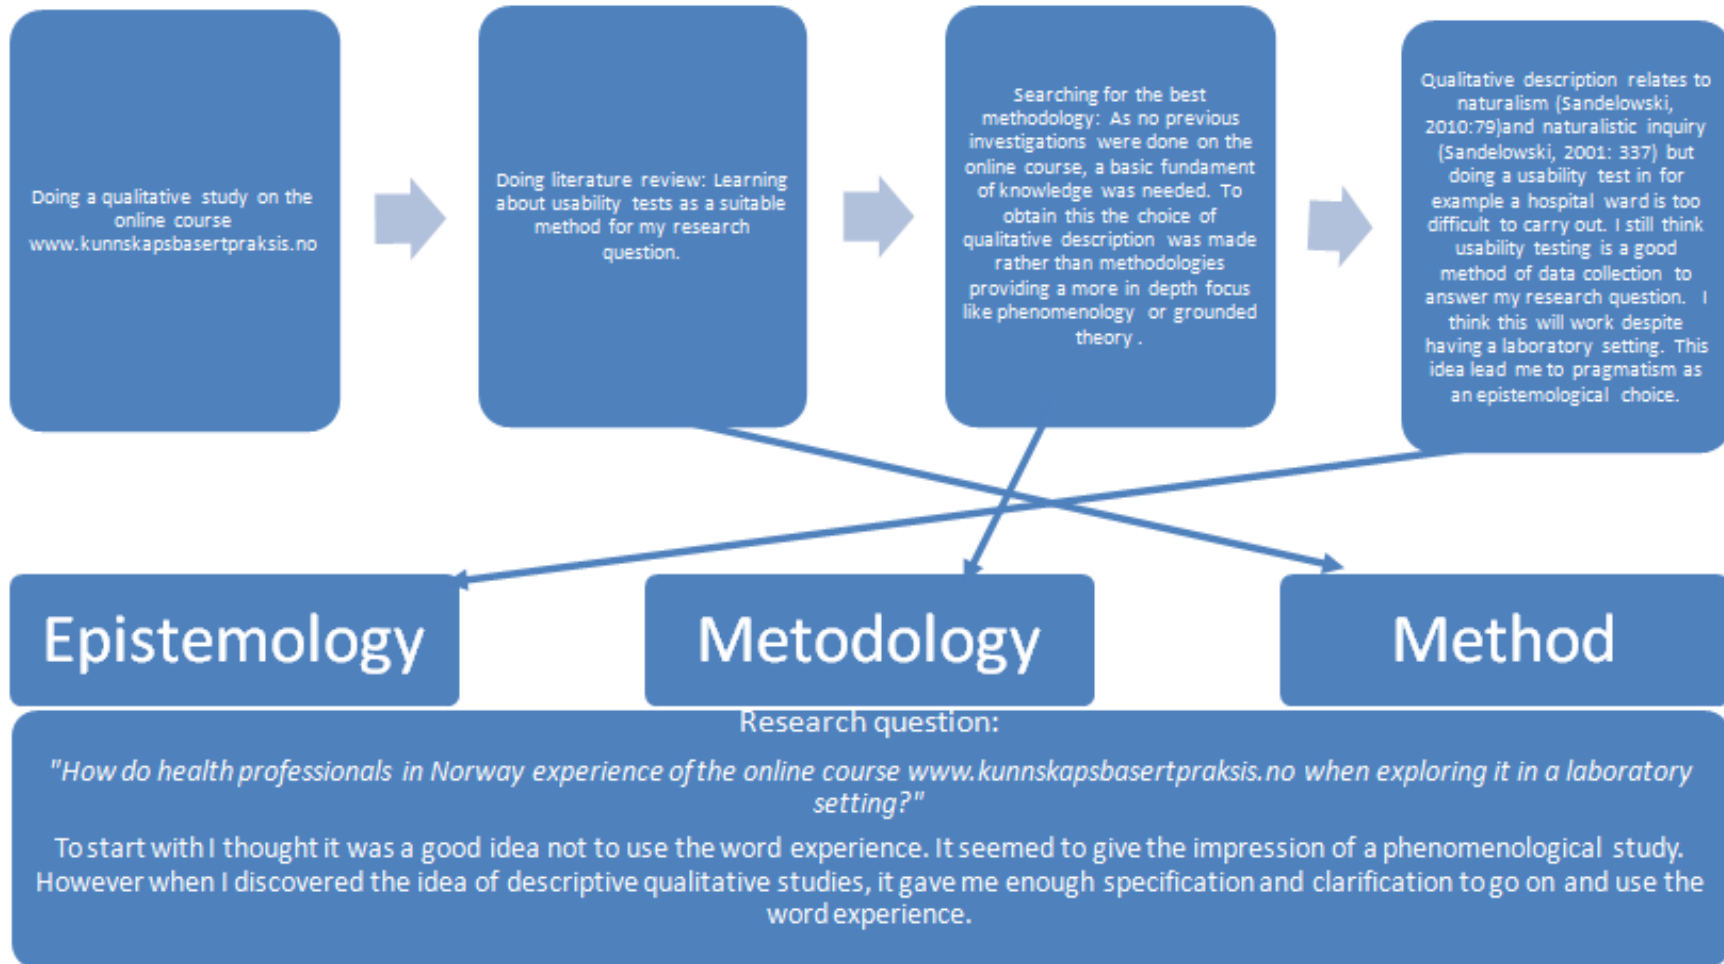 Doing a qualitative study on the
online course
www.kunnskapsbasertpraksis.no
Doing literature review: Learning
about usability tests as a suitable
method for my research
question.
Searching for the best
methodology: As no previous
investigations were done on the
online course, a basic fundament
of knowledge was needed. To
obtain this the choice of
qualitative description was made
rather than methodologies
providing a more in depth focus
like phenomenology or grounded
theory .
Qualitative description relates to
naturalism (Sandelowski,
2010:79)and naturalistic inquiry
(Sandelowski, 2001: 337) but
doing a usability test in for
example a hospital ward is too
difficult to carry out. I still think
usability testing is a good
method of data collection to
answer my research question. I
think this will work despite
having a laboratory setting. This
idea lead me to pragmatism as
an epistemological choice.
Epistemology
Metodology
Method
Research question:
"How do health professionals in Norway experience of the online course www.kunnskapsbasertpraksis.no when exploring it in a laboratory
setting?"
To start with I thought it was a good idea not to use the word experience. It seemed to give the impression of a phenomenological study.
However when I discovered the idea of descriptive qualitative studies, it gave me enough specification and clarification to go on and use the
word experience.